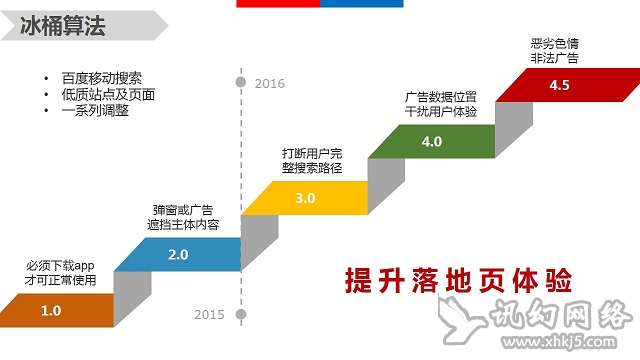 冰桶算法
• 百度移动搜索
• 低质站点及页面
• 一系列调整
2016
恶劣色情
非法广告
4.5
广告数据位置
干扰用户体验
4.0
打断用户完
整搜索路径
3.0
弹窗或广告
遮挡主体内容
2.0
必须下载app
才可正常使用
1.0
2015
提升落地页体验
讯幻网络
www.xhkj5.com